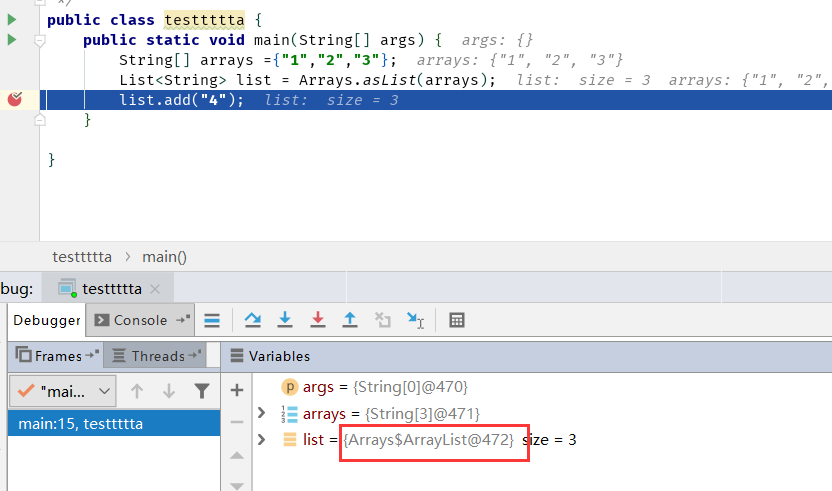 */
public class testtttta {
public static void main(String[] args) {  args: {}
String[] arrays ={"1","2","3"};  arrays: {"1", "2", "3"}
List<String> list = Arrays.asList(arrays);  list:  size = 3  arrays: {"1", "2",
list.add("4");  list:  size = 3
}
}
testtttta > main()
bug: testtttta ×
Debugger Console
Frames Threads Variables
"mai... args = {String[0]@470}
arrays = {String[3]@471}
main:15, testtttta list = {Arrays$ArrayList@472} size = 3